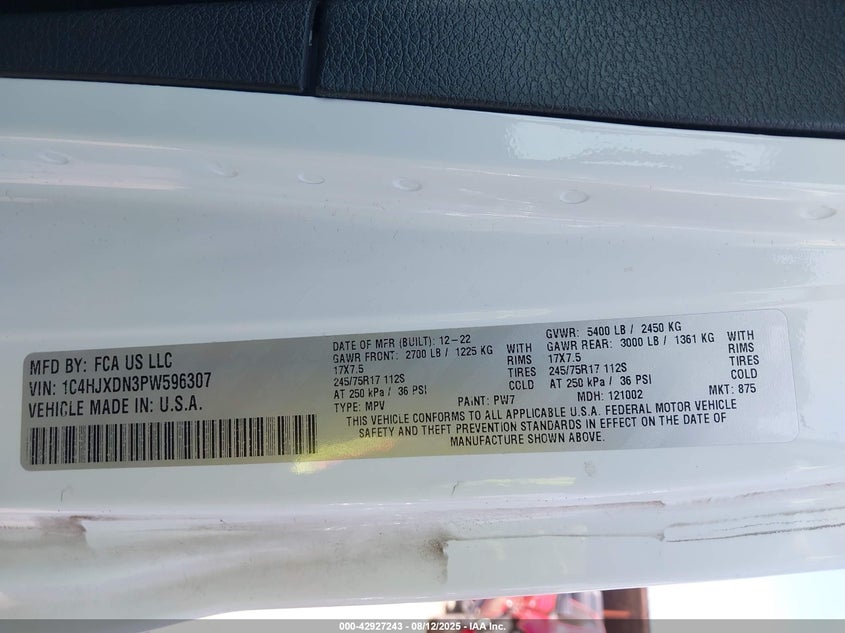 MFD BY: FCA US LLC
VIN: 1C4HJXDN3PW596307
VEHICLE MADE IN: U.S.A.
DATE OF MFR (BUILT): 12-22
GAWR FRONT: 2700 LB / 1225 KG WITH
17X7.5 RIMS
245/75R17 112S TIRES
AT 250 kPa / 36 PSI COLD
TYPE: MPV
GVWR: 5400 LB / 2450 KG
GAWR REAR: 3000 LB / 1361 KG WITH
17X7.5 RIMS
245/75R17 112S TIRES
AT 250 kPa / 36 PSI COLD
PAINT: PW7 MDH: 121002 MKT: 875
THIS VEHICLE CONFORMS TO ALL APPLICABLE U.S.A. FEDERAL MOTOR VEHICLE
SAFETY AND THEFT PREVENTION STANDARDS IN EFFECT ON THE DATE OF
MANUFACTURE SHOWN ABOVE.
000-42927243 - 08/12/2025 - IAA Inc.